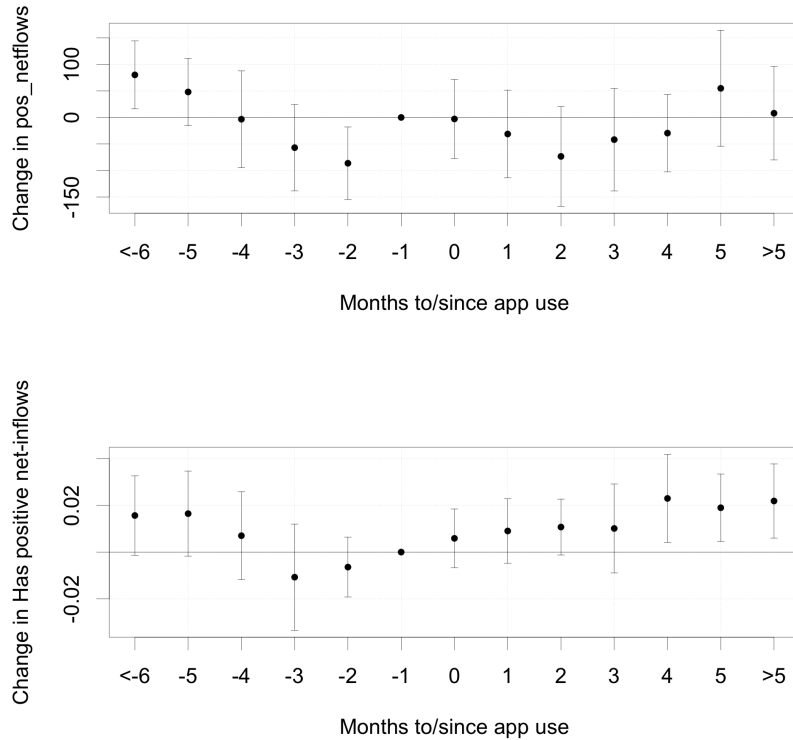 Change in pos_netflows
100
0
-150
<-6 -5 -4 -3 -2 -1 0 1 2 3 4 5 >5
Months to/since app use
Change in Has positive net-inflows
0.02
-0.02
<-6 -5 -4 -3 -2 -1 0 1 2 3 4 5 >5
Months to/since app use